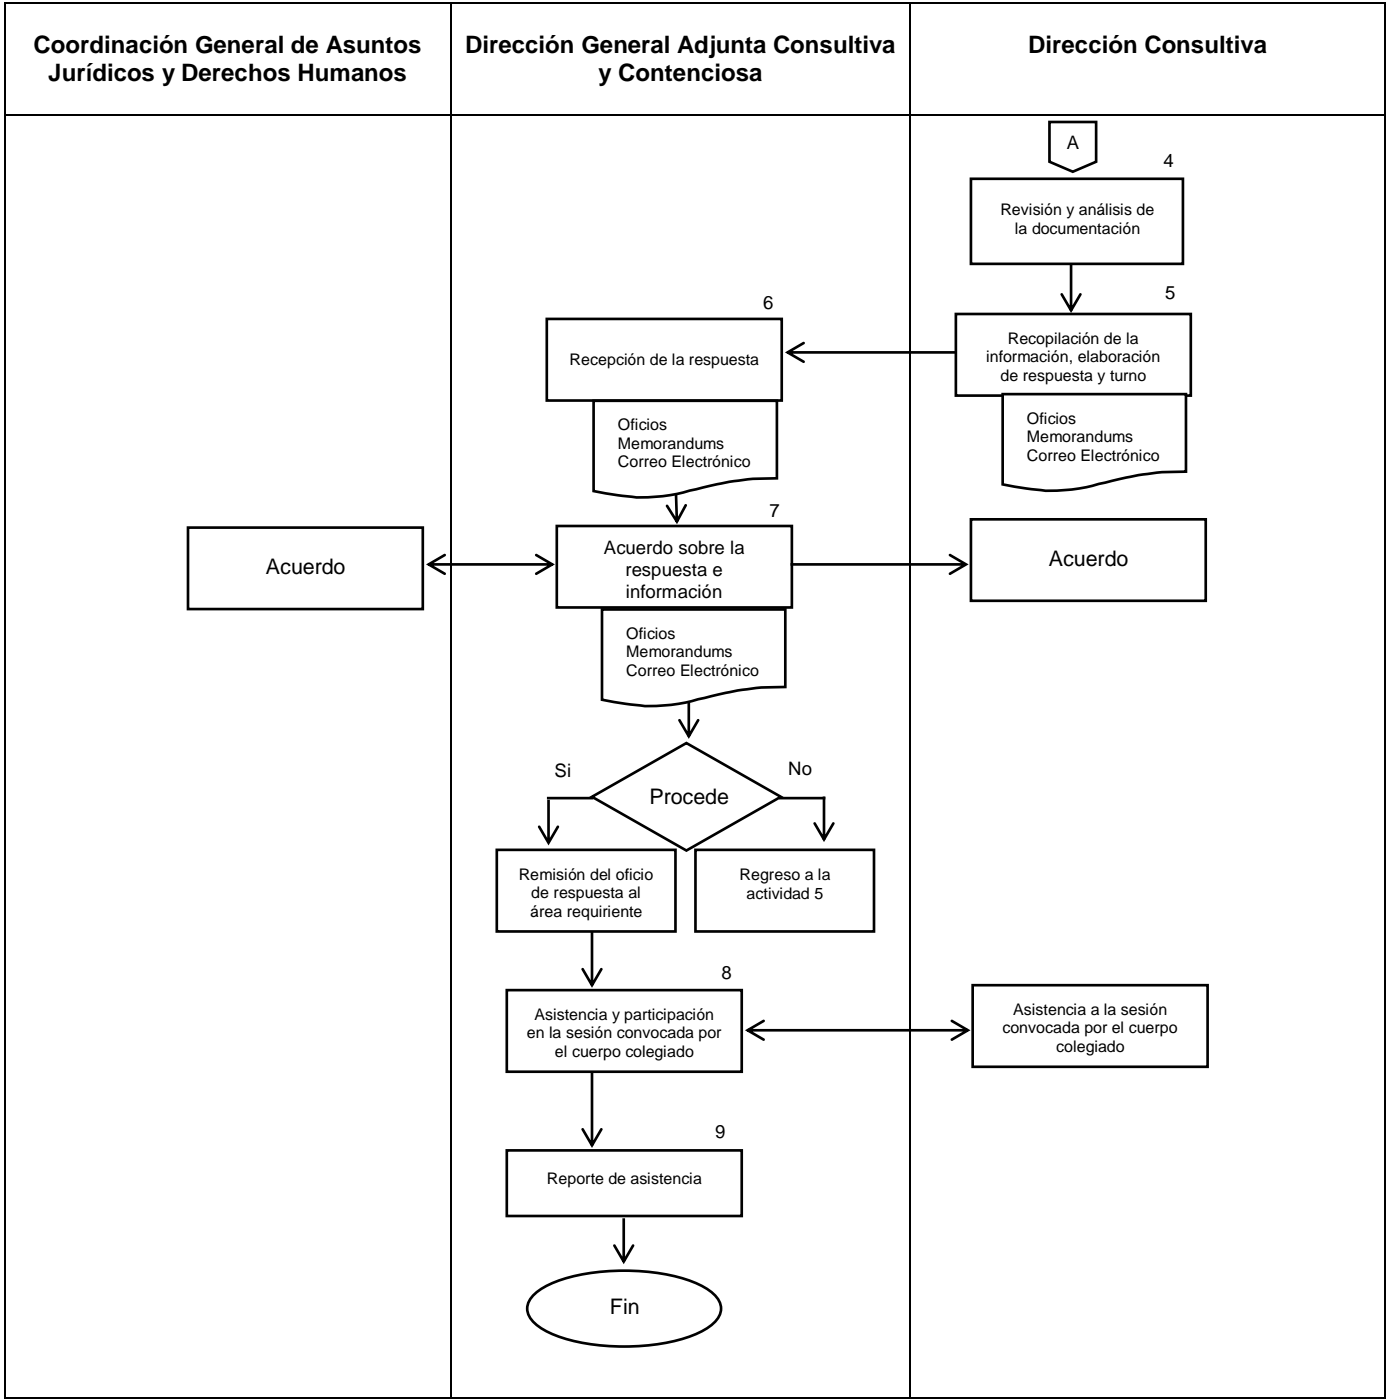 Coordinación General de Asuntos
Jurídicos y Derechos Humanos
Dirección General Adjunta Consultiva
y Contenciosa
Dirección Consultiva
A
4
Revisión y análisis de
la documentación
5
Recopilación de la
información, elaboración
de respuesta y turno
Oficios
Memorandums
Correo Electrónico
6
Recepción de la respuesta
Oficios
Memorandums
Correo Electrónico
7
Acuerdo
Acuerdo sobre la
respuesta e
información
Acuerdo
Oficios
Memorandums
Correo Electrónico
Si
No
Procede
Remisión del oficio
de respuesta al
área requiriente
Regreso a la
actividad 5
8
Asistencia y participación
en la sesión convocada por
el cuerpo colegiado
Asistencia a la sesión
convocada por el cuerpo
colegiado
9
Reporte de asistencia
Fin